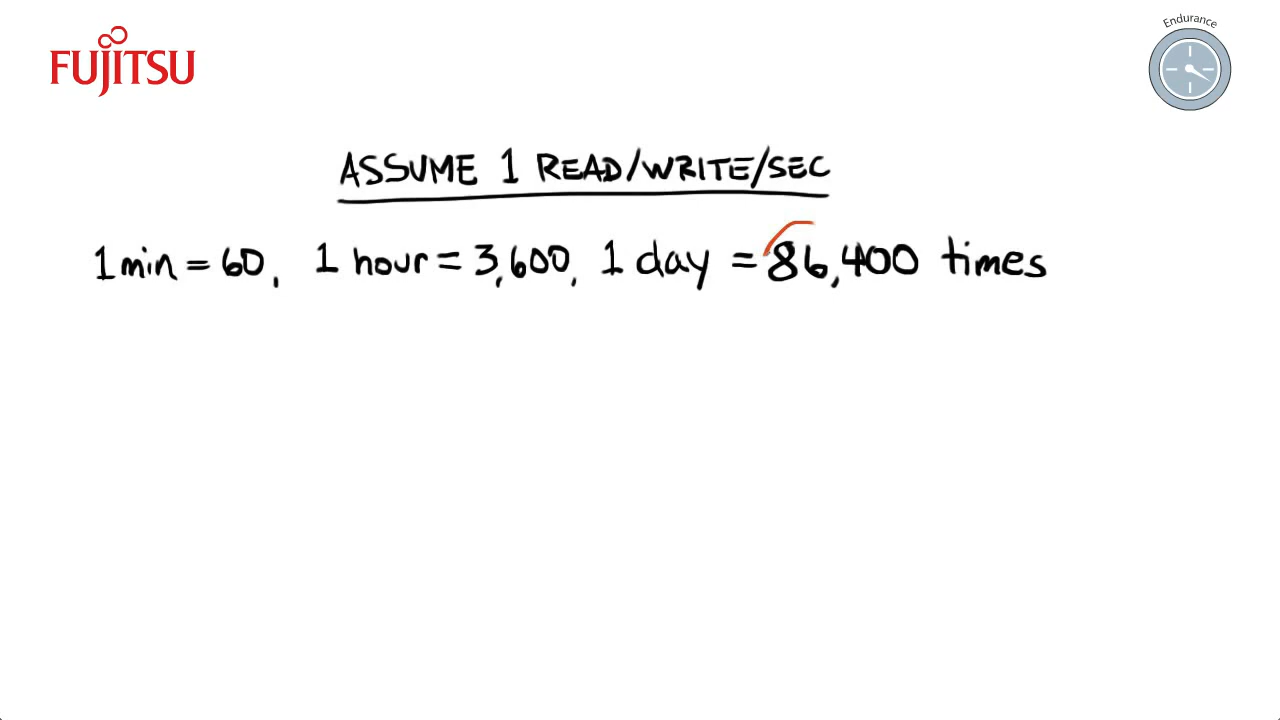 FUJITSU
Endurance
ASSUME 1 READ/WRITE/SEC
1 min = 60, 1 hour = 3,600, 1 day = 86,400 times